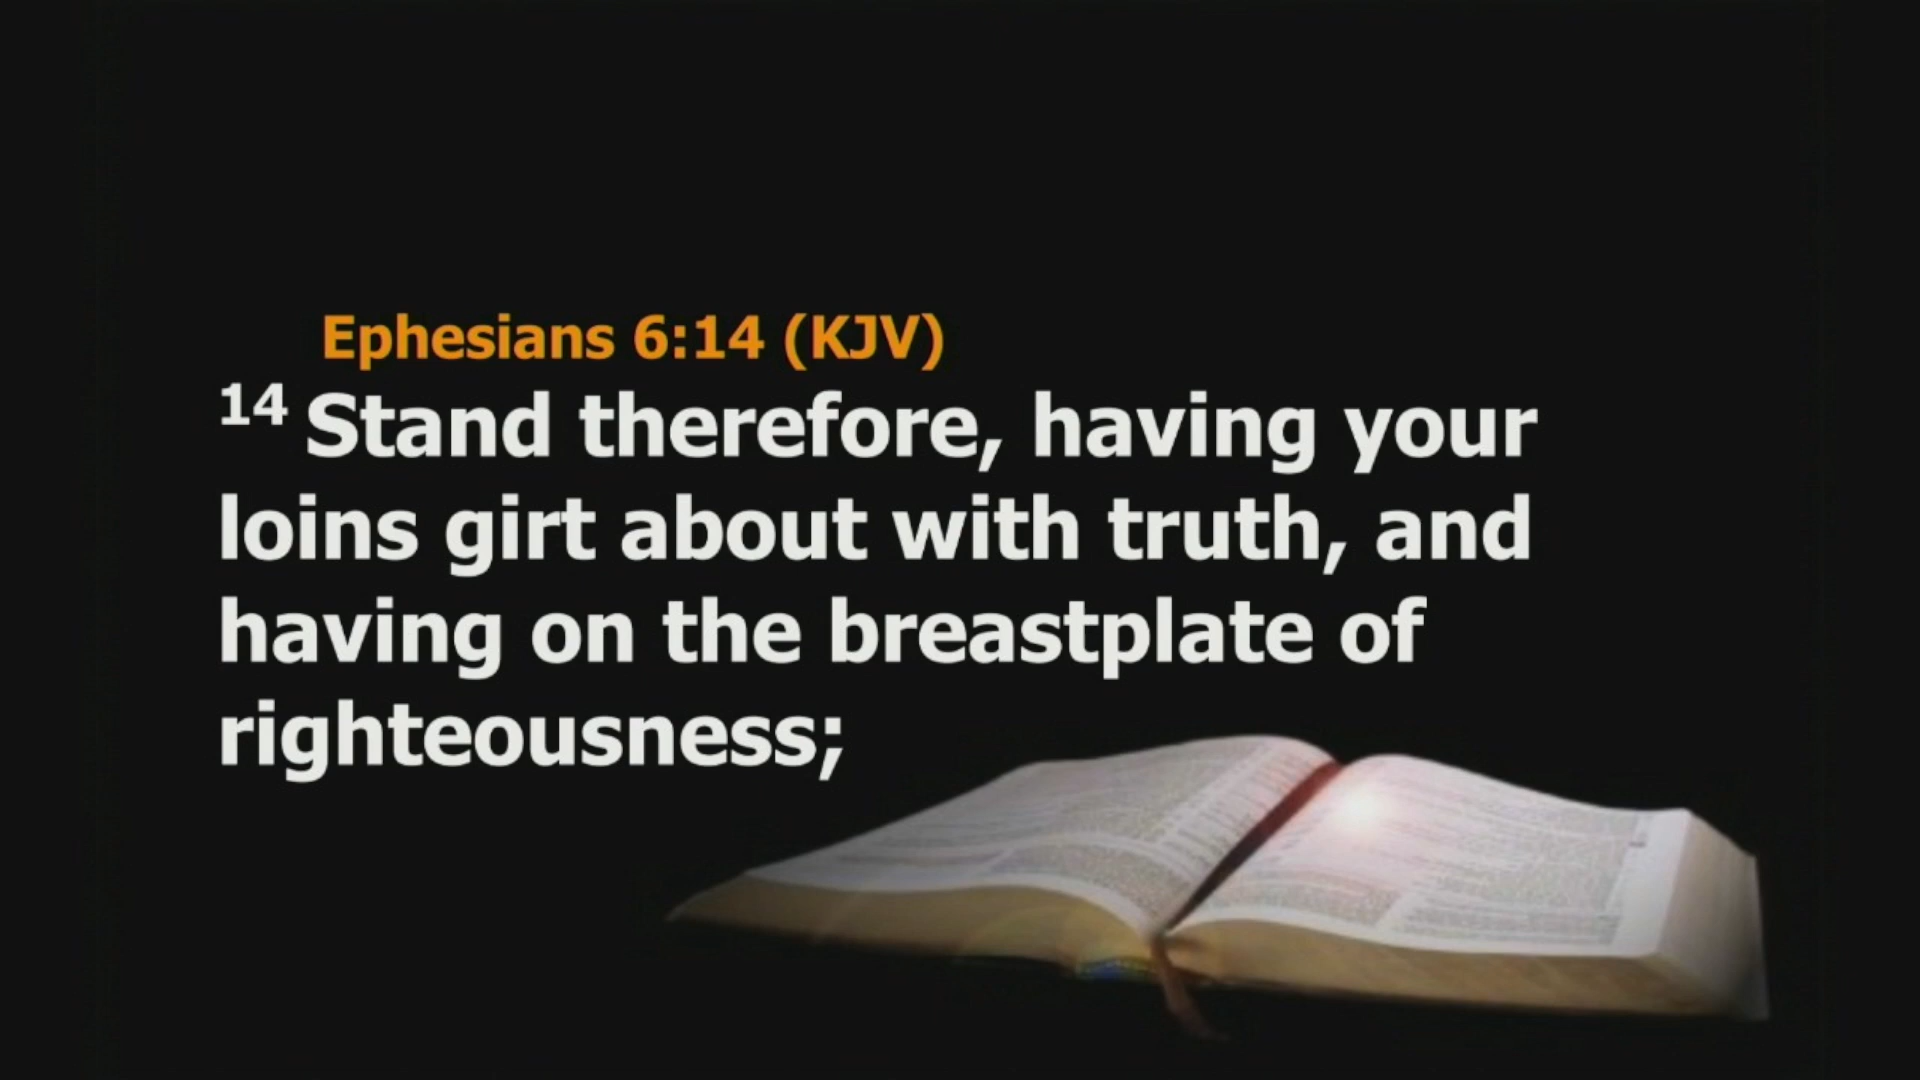 Ephesians 6:14 (KJV)
14 Stand therefore, having your
loins girt about with truth, and
having on the breastplate of
righteousness;